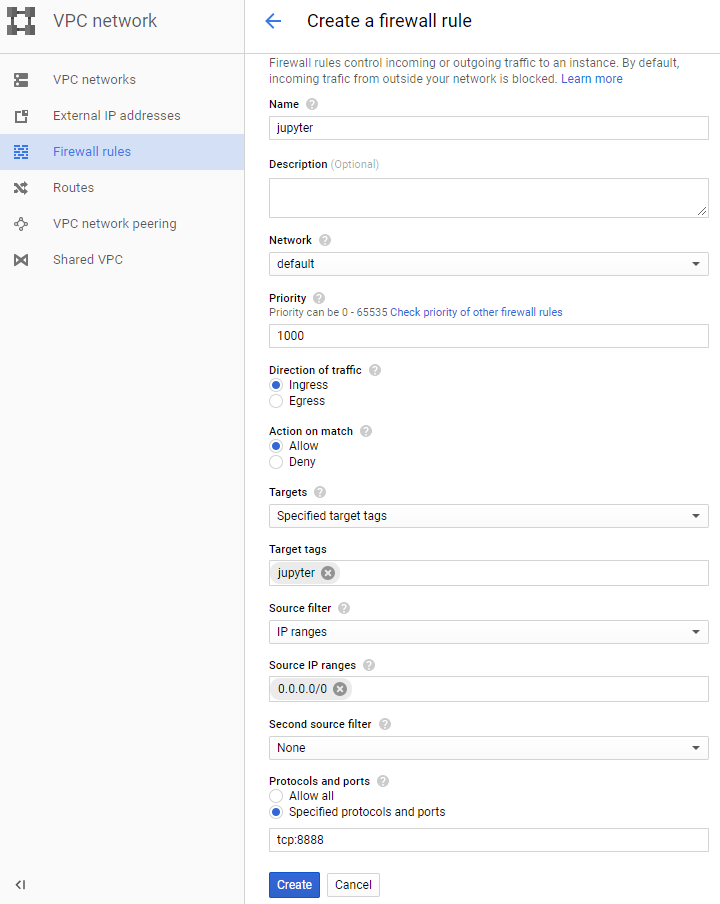 VPC network
Create a firewall rule
VPC networks
External IP addresses
Firewall rules
Routes
VPC network peering
Shared VPC
Firewall rules control incoming or outgoing traffic to an instance. By default,
incoming trafic from outside your network is blocked. Learn more
Name ?
jupyter
Description (Optional)
Network ?
default
Priority ?
Priority can be 0 - 65535 Check priority of other firewall rules
1000
Direction of traffic ?
Ingress
Egress
Action on match ?
Allow
Deny
Targets ?
Specified target tags
Target tags
jupyter
Source filter ?
IP ranges
Source IP ranges ?
0.0.0.0/0
Second source filter ?
None
Protocols and ports ?
Allow all
Specified protocols and ports
tcp:8888
Create Cancel